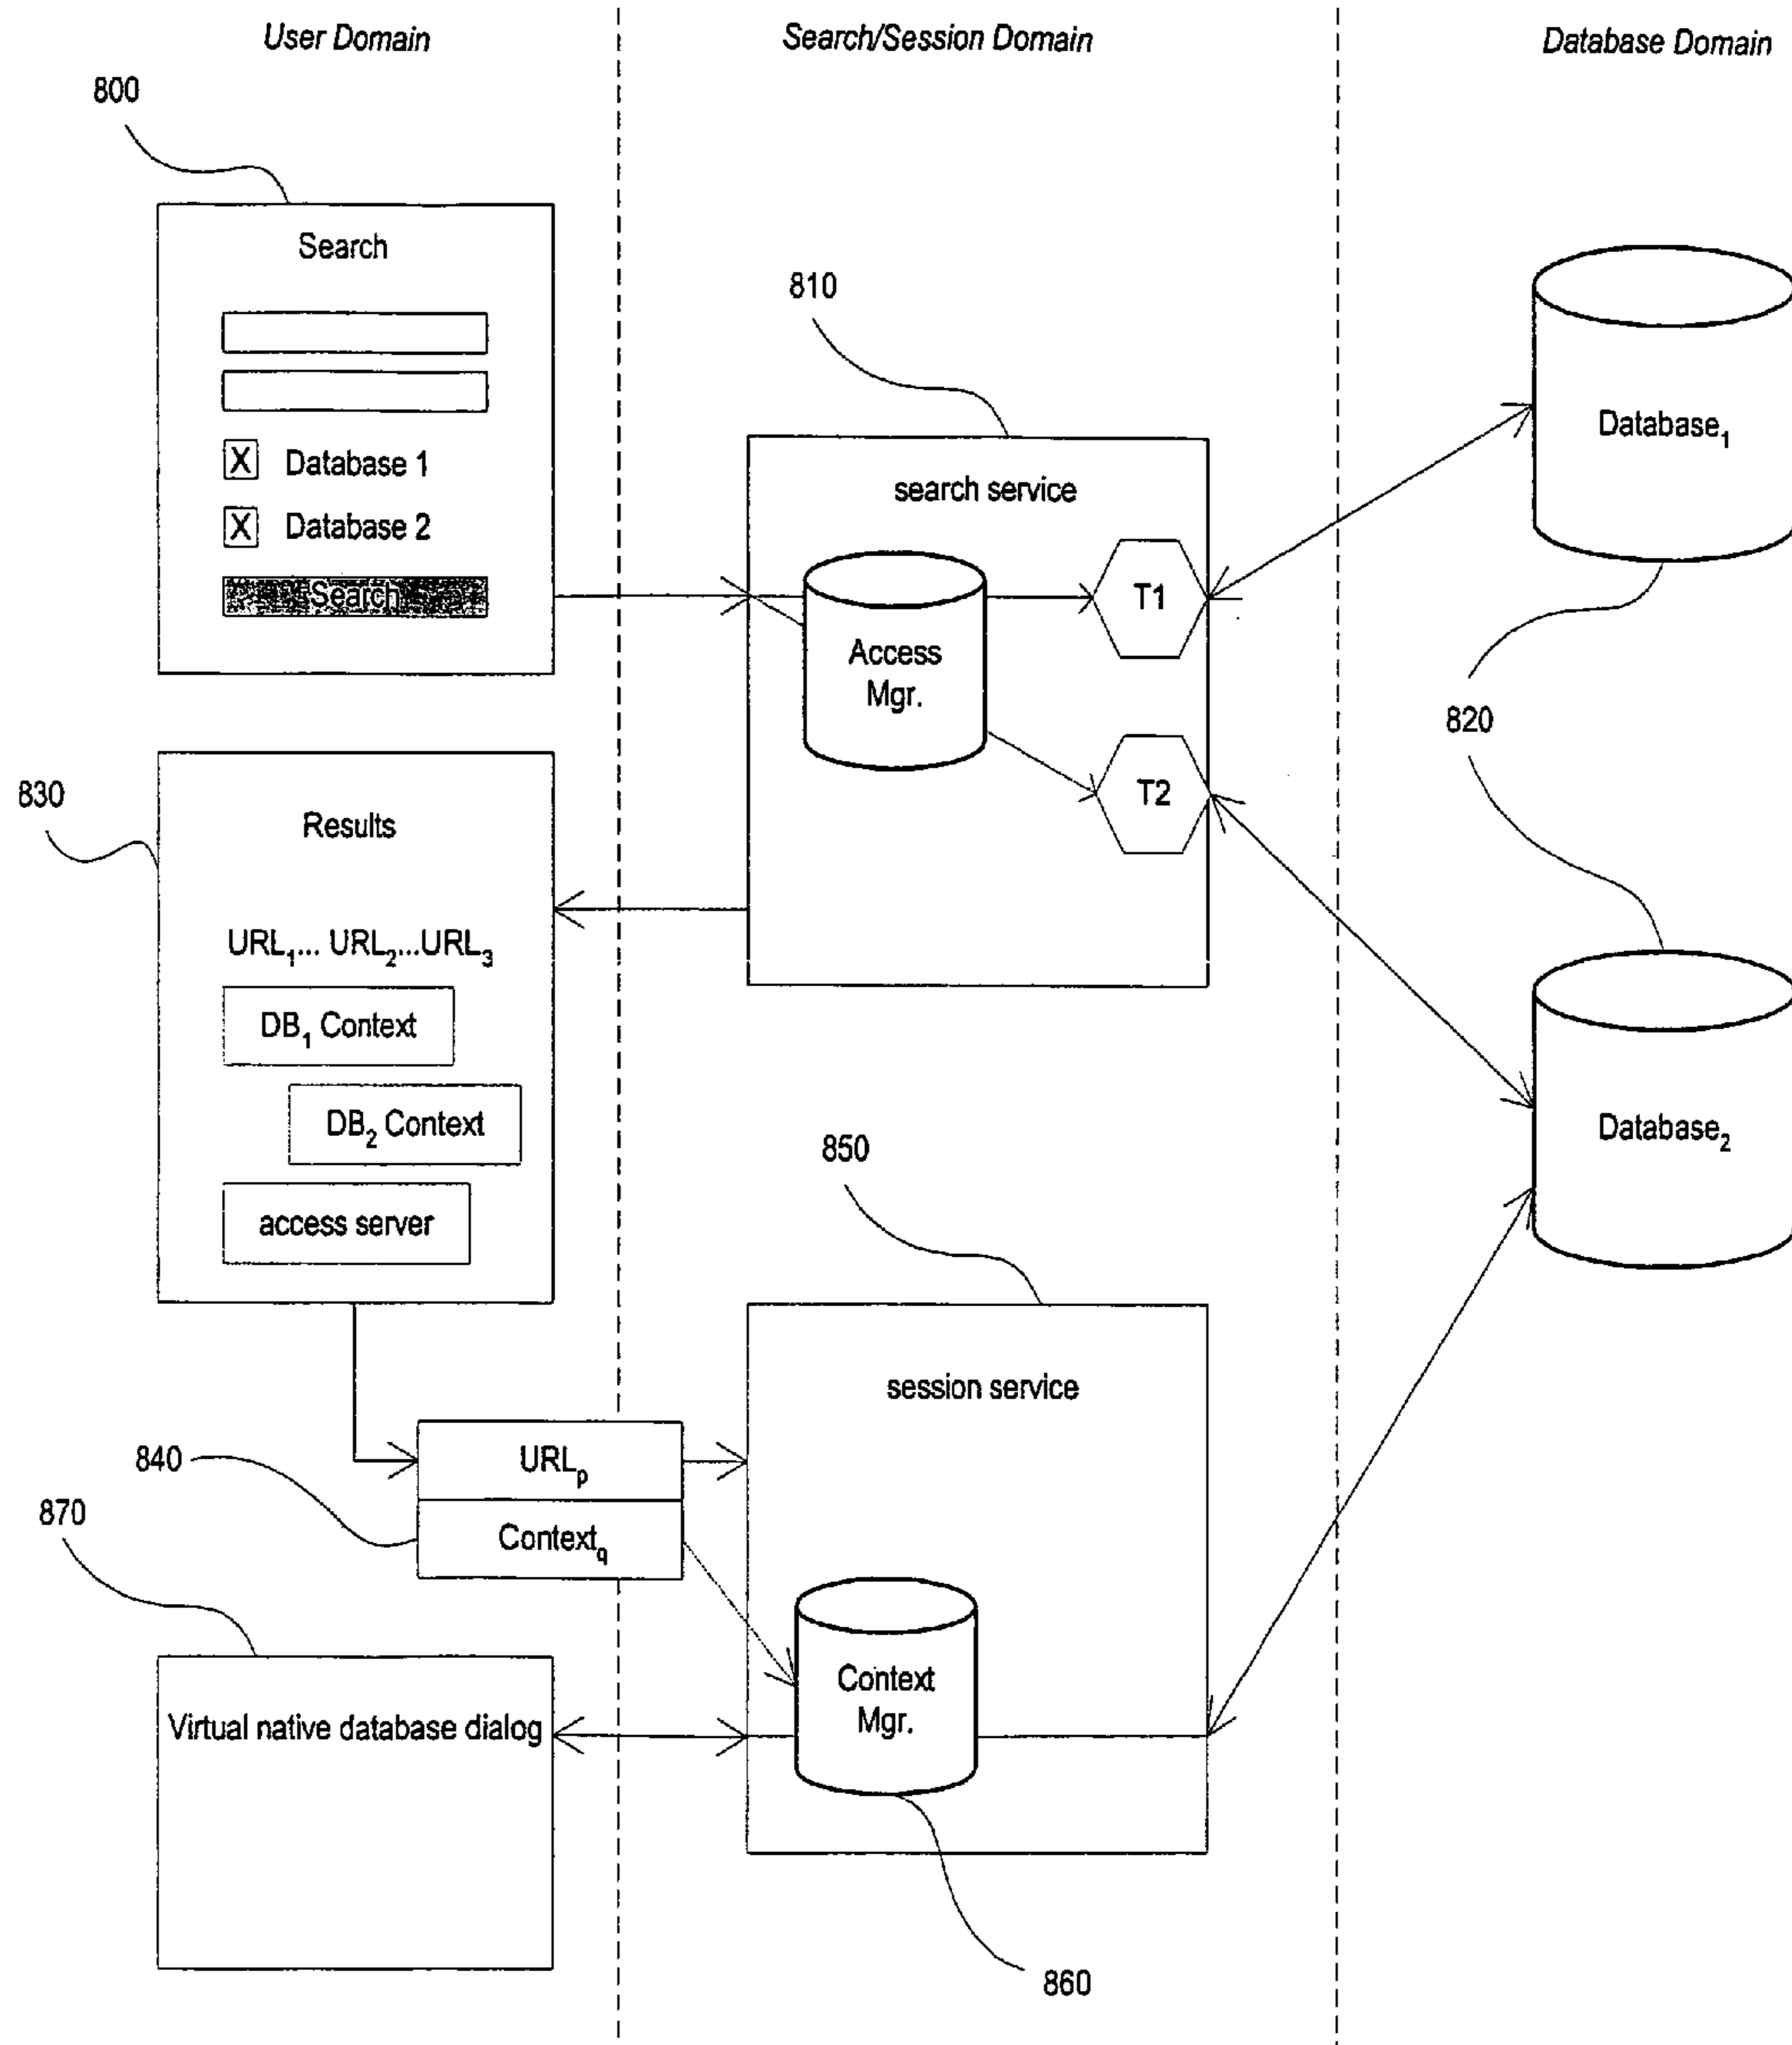 User Domain
Search/Session Domain
Database Domain
800
Search
X Database 1
X Database 2
Search
810
search service
Access
Mgr.
T1
T2
Database₁
820
Database₂
830
Results
URL₁... URL₂...URL₃
DB₁ Context
DB₂ Context
access server
840
URLₚ
Context_q
850
session service
Context
Mgr.
860
870
Virtual native database dialog